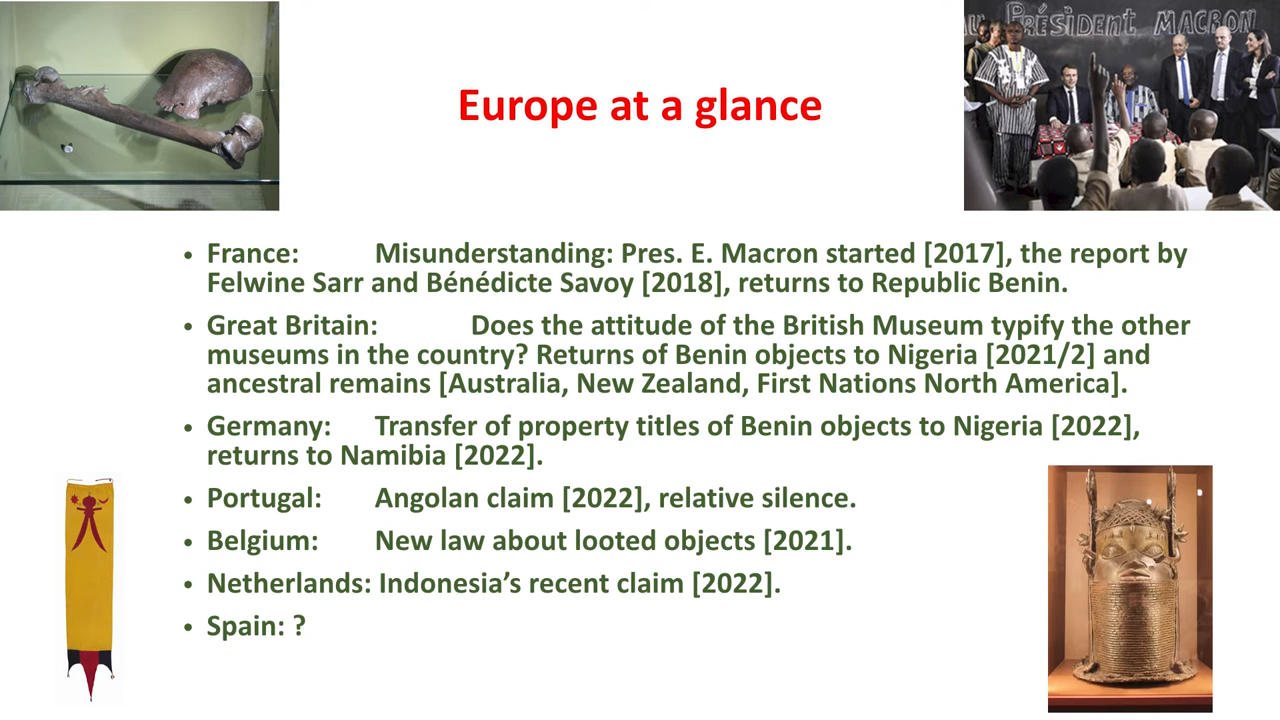 Europe at a glance
PRÉSIDENT MACRON
• France: Misunderstanding: Pres. E. Macron started [2017], the report by
Felwine Sarr and Bénédicte Savoy [2018], returns to Republic Benin.
• Great Britain: Does the attitude of the British Museum typify the other
museums in the country? Returns of Benin objects to Nigeria [2021/2] and
ancestral remains [Australia, New Zealand, First Nations North America].
• Germany: Transfer of property titles of Benin objects to Nigeria [2022],
returns to Namibia [2022].
• Portugal: Angolan claim [2022], relative silence.
• Belgium: New law about looted objects [2021].
• Netherlands: Indonesia’s recent claim [2022].
• Spain: ?